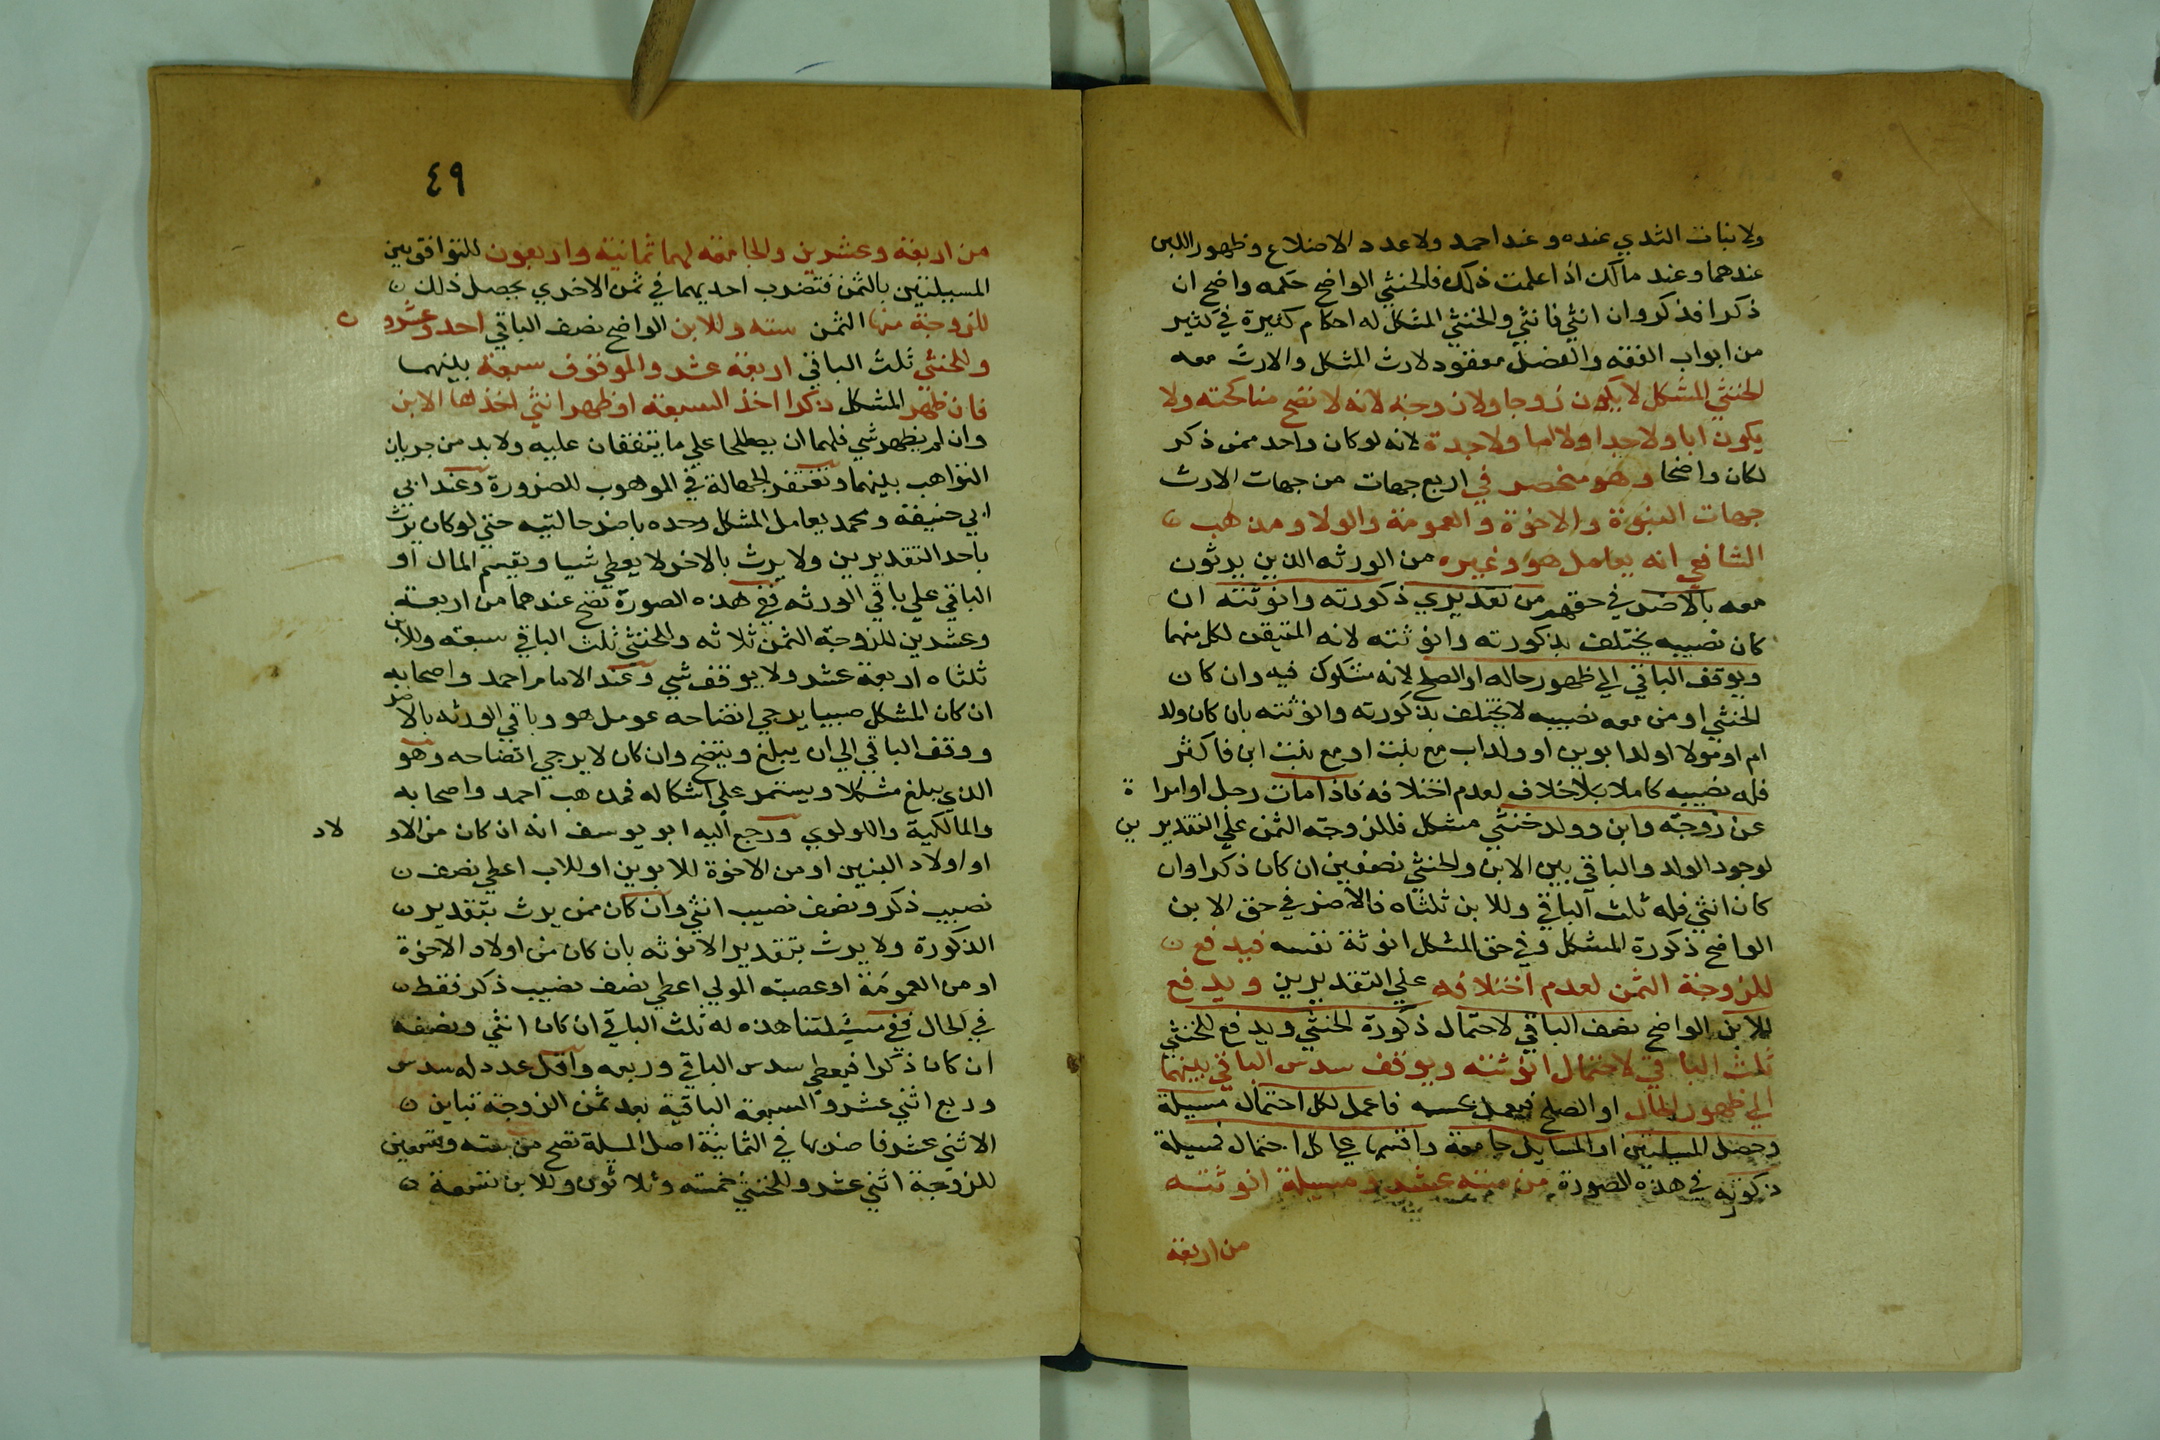 ولا نبات الثدي عنده وعند احمد ولا عدد الاضلاع وظهور اللبن
عندهما وعند مالك اذا علمت ذلك فالخنثي الواضح حكمه واضح ان
ذكرا فذكر وان انثي فانثي والخنثي المشكل له احكام كثيرة في كثير
من ابواب الفقه والفصل معقود لارث المشكل والارث معه
الخنثي المشكل لا يكون زوجا ولا زوجة لانه لا تصح مناكحته ولا
يكون ابا ولا جدا ولا اما ولا جدة لانه لو كان واحد ممن ذكر
لكان واضحا وهو منحصر في اربع جهات من جهات الارث
جهات البنوة والاخوة والعمومة والولا ومذهب
الشافعي انه يعامل هو وغيره من الورثه الذين يرثون
معه بالاضر في حقهم من تقديري ذكورته وانوثته ان
كان نصيبه يختلف بذكورته وانوثته لانه المتيقن لكل منهما
ويوقف الباقي الي ظهور حاله او الصلح لانه مشكوك فيه وان كان
الخنثي او من معه نصيبه لا يختلف بذكورته وانوثته بان كان ولد
ام او مولا او ولد ابوين او ولد اب مع بنت او مع بنت ابن فاكثر
فله نصيبه كاملا بلا خلاف لعدم اختلافه فاذا مات رجل او امراة
عن زوجة وابن وولد خنثي مشكل فللزوجة الثمن علي التقديرين
لوجود الولد والباقي بين الابن والخنثي نصفين ان كان ذكرا وان
كان انثي فله ثلث الباقي وللابن ثلثاه فالاضر في حق الابن
الواضح ذكورة المشكل وفي حق المشكل انوثة نفسه فيدفع
للزوجة الثمن لعدم اختلافه علي التقديرين ويدفع
للابن الواضح نصف الباقي لاحتمال ذكورة الخنثي ويدفع للخنثي
ثلث الباقي لاحتمال انوثته ويوقف سدس الباقي بينهما
الي ظهور الحال او الصلح فاعمل لكل احتمال مسيلة
وحصل المسيلتين او المسايل جامعة واقسمها علي كل احتمال فمسيلة
ذكورته في هذه الصورة من ستة عشر ومسيلة انوثته
من اربعة
٤٩
من اربعة وعشرين والجامعة لهما ثمانية واربعون للتوافق بين
المسيلتين بالثمن فتضرب احديهما في ثمن الاخري يحصل ذلك
للزوجة منها الثمن ستة وللابن الواضح نصف الباقي احد وعشرون
وللخنثي ثلث الباقي اربعة عشر والموقوف سبعة بينهما
فان ظهر المشكل ذكرا اخذ السبعة او ظهر انثي اخذها الابن
وان لم يظهر شي فلهما ان يصطلحا علي ما يتفقان عليه ولا بد من جريان
التواهب بينهما وتغتفر الجهالة في الموهوب للضرورة وعند ابي
ابي حنيفة ومحمد يعامل المشكل وحده باضر حالتيه حتي لو كان يرث
باحد التقديرين ولا يرث بالاخر لا يعطي شيا ويقسم المال او
الباقي علي باقي الورثه ففي هذه الصورة تصح عندهما من اربعة
وعشرين للزوجة الثمن ثلاثه وللخنثي ثلث الباقي سبعة وللابن
ثلثاه اربعة عشر ولا يوقف شي وعند الامام احمد واصحابه
ان كان المشكل صبيا يرجي اتضاحه عومل هو وباقي الورثه بالاضر
ووقف الباقي الي ان يبلغ ويتضح وان كان لا يرجي اتضاحه وهو
الذي يبلغ مشكلا ويستمر علي اشكاله فمذهب احمد واصحابه
والمالكية واللولوي ورجع اليه ابو يوسف انه ان كان من الاولاد
او اولاد البنين او من الاخوة للابوين او للاب اعطي نصف
نصيب ذكر ونصف نصيب انثي وان كان ممن يرث بتقدير
الذكورة ولا يرث بتقدير الانوثه بان كان من اولاد الاخوة
او من العمومة او عصبة المولي اعطي نصف نصيب ذكر فقط
في الحال ففي مسيلتنا هذه له ثلث الباقي ان كان انثي ونصفه
ان كان ذكرا فيعطي سدس الباقي وربعه واقل عدد له سدس
وربع اثني عشر والسبعة الباقية بعد ثمن الزوجة تباين
الاثني عشر فاضربها في الثمانية اصل المسيلة تصح من ستة وتسعين
للزوجة اثني عشر وللخنثي خمسة وثلاثون وللابن تسعة